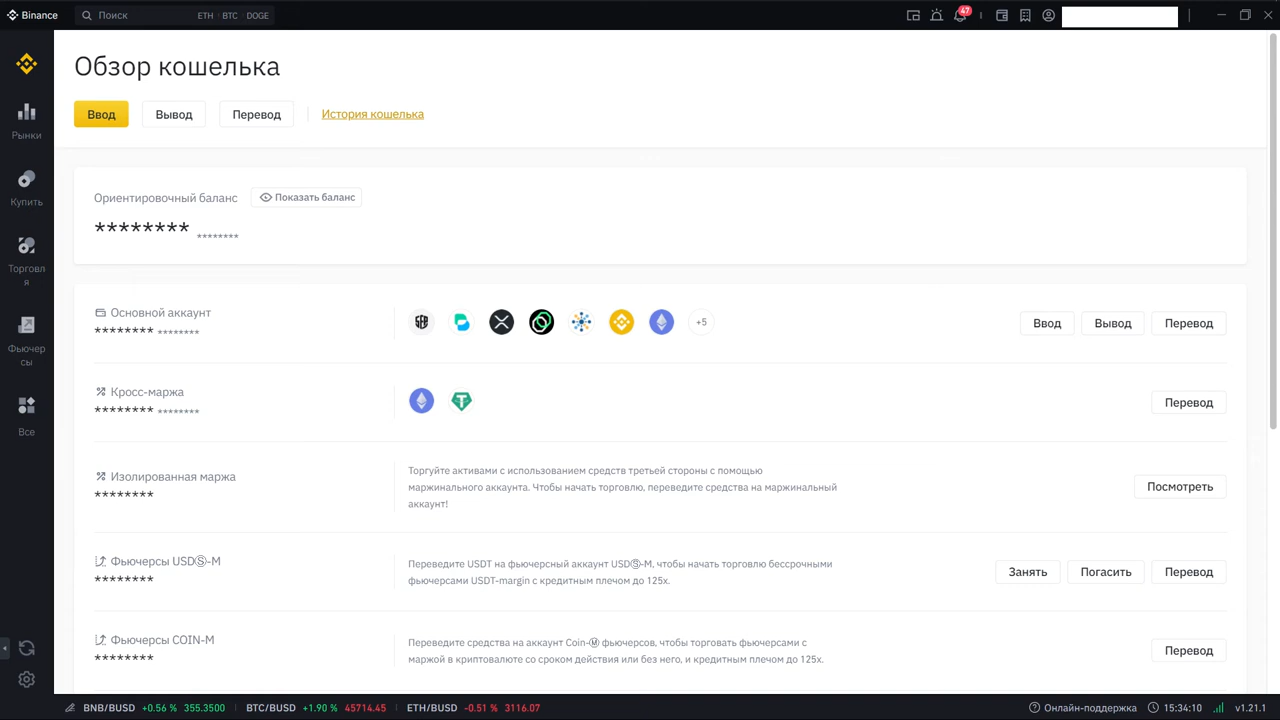 Binance
Поиск
ETH · BTC DOGE
47
Обзор кошелька
Ввод
Вывод
Перевод
История кошелька
Рынки
Купить
Торговл
я
Фьючер
сы
Все
Ориентировочный баланс
Показать баланс
******** ********
Основной аккаунт
******** ********
+5
Ввод
Вывод
Перевод
Кросс-маржа
******** ********
Перевод
Изолированная маржа
********
Торгуйте активами с использованием средств третьей стороны с помощью
маржинального аккаунта. Чтобы начать торговлю, переведите средства на маржинальный
аккаунт!
Посмотреть
Фьючерсы USDⓈ-M
********
Переведите USDT на фьючерсный аккаунт USDⓈ-M, чтобы начать торговлю бессрочными
фьючерсами USDT-margin с кредитным плечом до 125x.
Занять
Погасить
Перевод
Фьючерсы COIN-M
********
Переведите средства на аккаунт Coin-Ⓜ фьючерсов, чтобы торговать фьючерсами с
маржой в криптовалюте со сроком действия или без него, и кредитным плечом до 125x.
Перевод
BNB/BUSD +0.56 % 355.3500
BTC/BUSD +1.90 % 45714.45
ETH/BUSD -0.51 % 3116.07
Онлайн-поддержка
15:34:10
v1.21.1